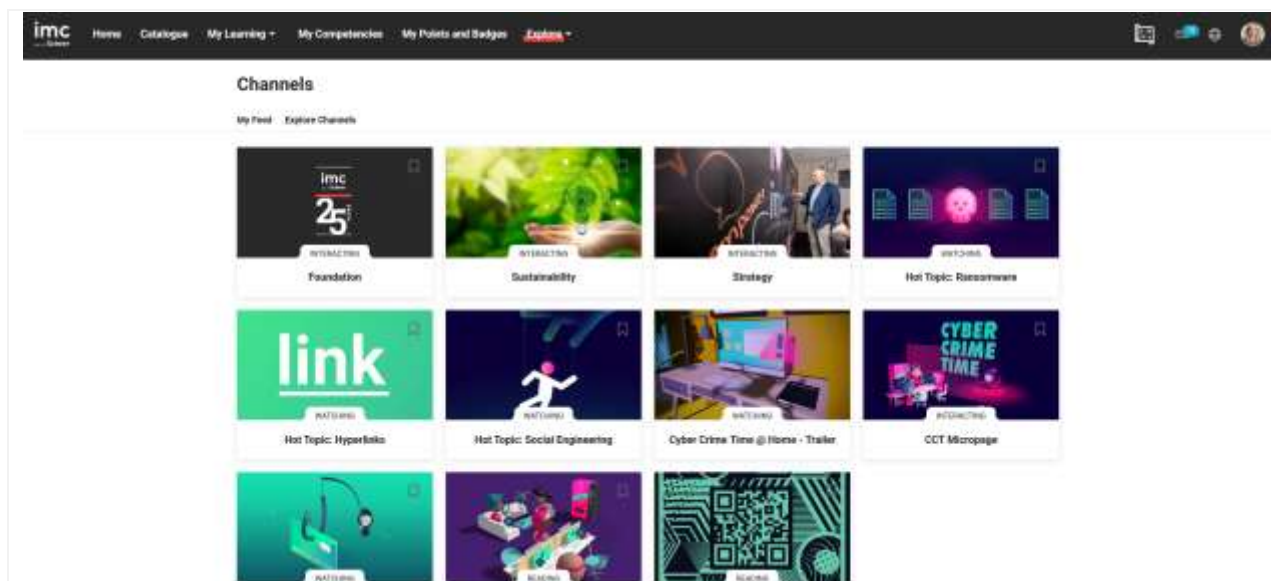 imc
Home Catalogue My Learning My Competencies My Points and Badges Explore
Channels
My Feed Explore Channels
imc
25
INTERACTING
Foundation
INTERACTING
Sustainability
INTERACTING
Strategy
WATCHING
Hot Topic: Ransomware
link
WATCHING
Hot Topic: Hyperlinks
WATCHING
Hot Topic: Social Engineering
WATCHING
Cyber Crime Time @ Home - Trailer
CYBER
CRIME
TIME
INTERACTING
CCT Micropage
WATCHING
READING
READING